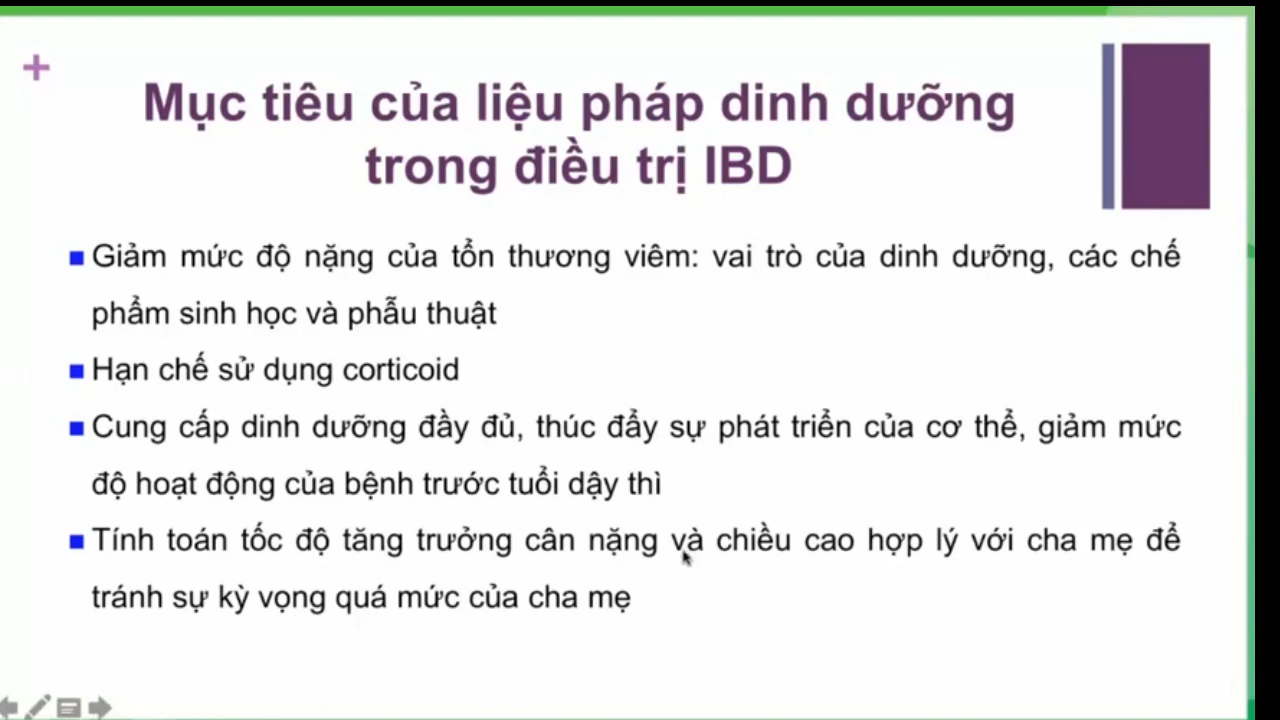 Mục tiêu của liệu pháp dinh dưỡng
trong điều trị IBD
Giảm mức độ nặng của tổn thương viêm: vai trò của dinh dưỡng, các chế
phẩm sinh học và phẫu thuật
Hạn chế sử dụng corticoid
Cung cấp dinh dưỡng đầy đủ, thúc đẩy sự phát triển của cơ thể, giảm mức
độ hoạt động của bệnh trước tuổi dậy thì
Tính toán tốc độ tăng trưởng cân nặng và chiều cao hợp lý với cha mẹ để
tránh sự kỳ vọng quá mức của cha mẹ